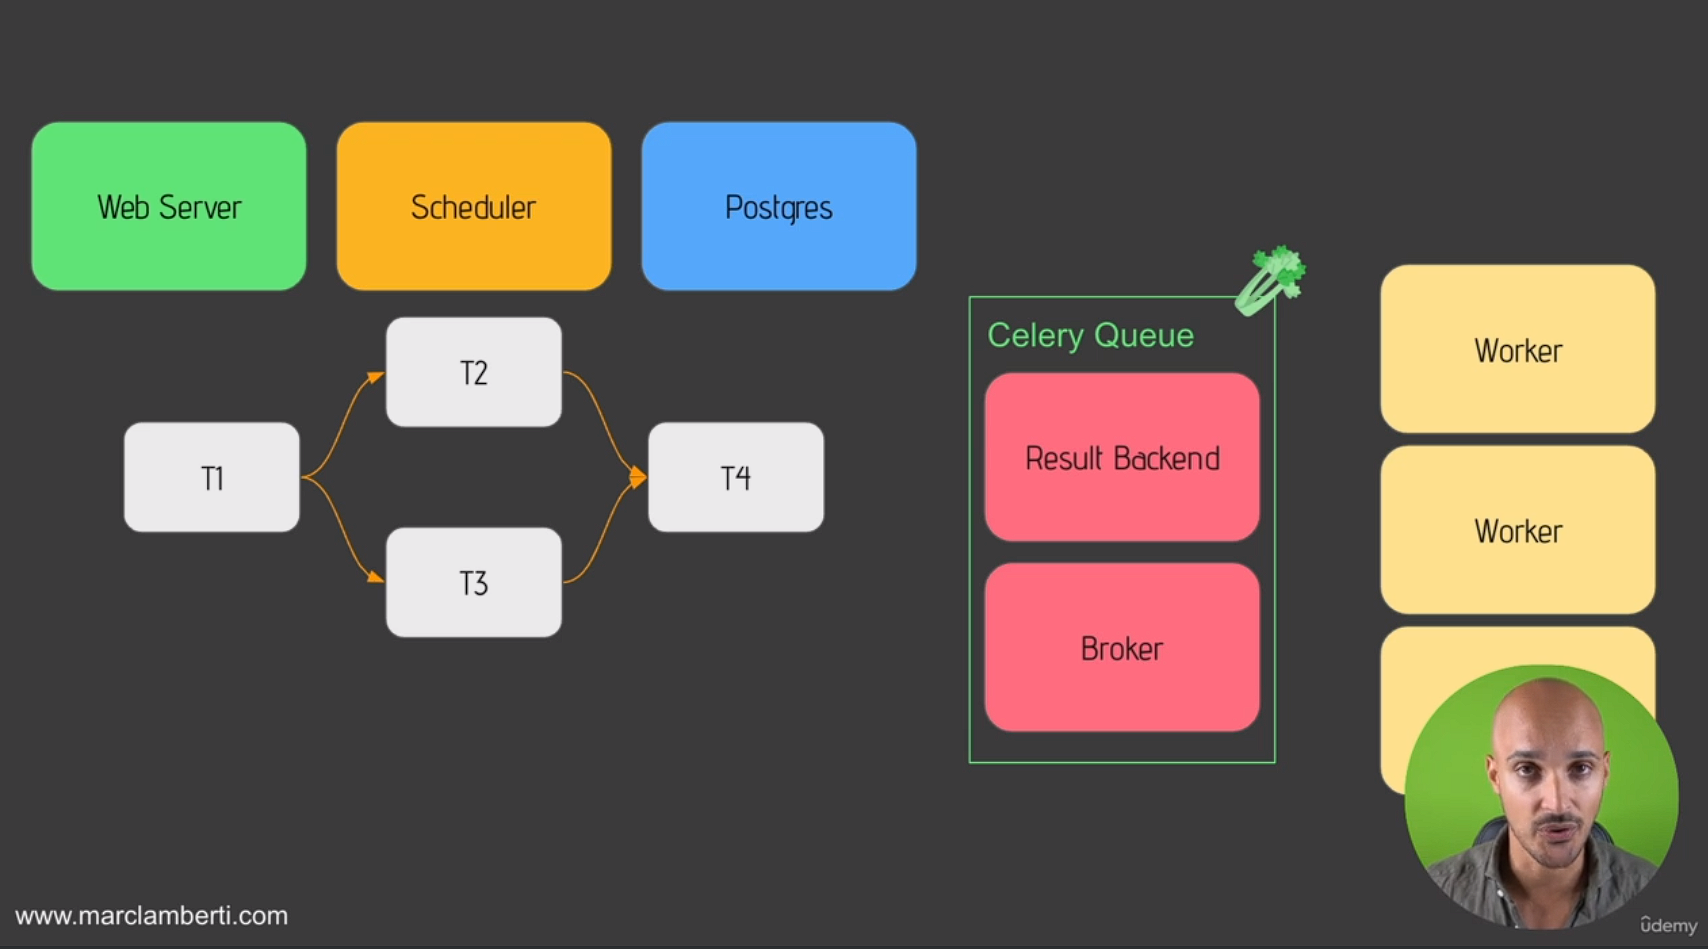 Web Server
Scheduler
Postgres
T1
T2
T3
T4
Celery Queue
Result Backend
Broker
Worker
Worker
www.marclamberti.com
ûdemy